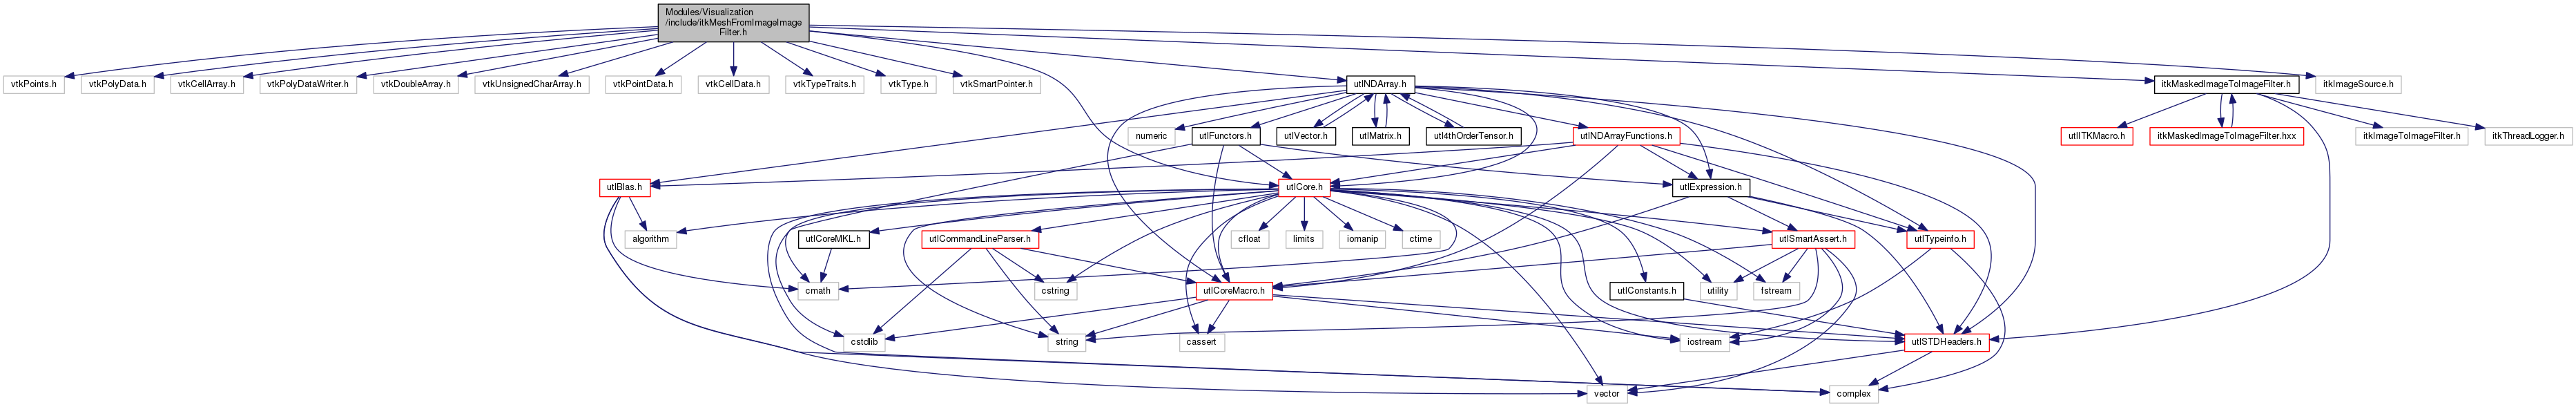 Modules/Visualization
/include/itkMeshFromImageImage
Filter.h
vtkPoints.h
vtkPolyData.h
vtkCellArray.h
vtkPolyDataWriter.h
vtkDoubleArray.h
vtkUnsignedCharArray.h
vtkPointData.h
vtkCellData.h
vtkTypeTraits.h
vtkType.h
vtkSmartPointer.h
utlNDArray.h
itkMaskedImageToImageFilter.h
itkImageSource.h
numeric
utlFunctors.h
utlVector.h
utlMatrix.h
utl4thOrderTensor.h
utlNDArrayFunctions.h
utlITKMacro.h
itkMaskedImageToImageFilter.hxx
itkImageToImageFilter.h
itkThreadLogger.h
utlBlas.h
utlCore.h
utlExpression.h
algorithm
utlCoreMKL.h
utlCommandLineParser.h
cfloat
limits
iomanip
ctime
utlSmartAssert.h
utlTypeinfo.h
cmath
cstring
utlCoreMacro.h
utlConstants.h
utility
fstream
cstdlib
string
cassert
iostream
utlSTDHeaders.h
vector
complex